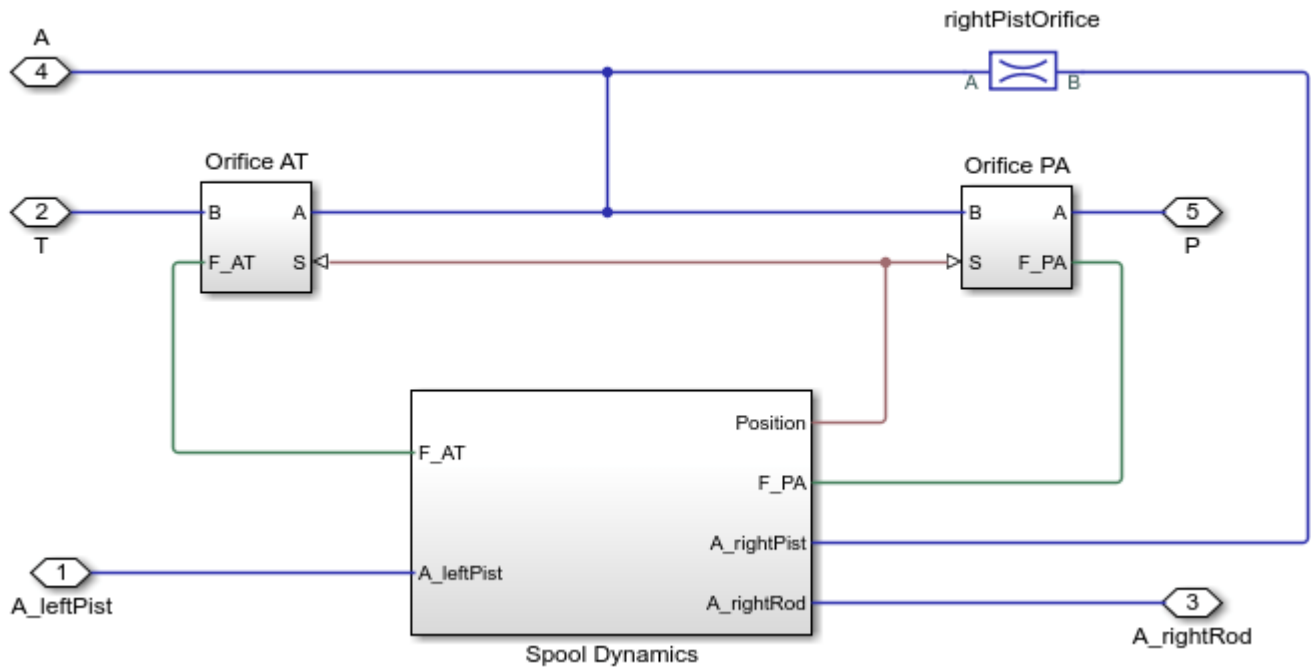 rightPistOrifice
A
4
A
B
Orifice AT
Orifice PA
2
T
B
A
F_AT
S
B
A
S
F_PA
5
P
Position
F_AT
F_PA
A_rightPist
A_leftPist
A_rightRod
1
A_leftPist
3
A_rightRod
Spool Dynamics